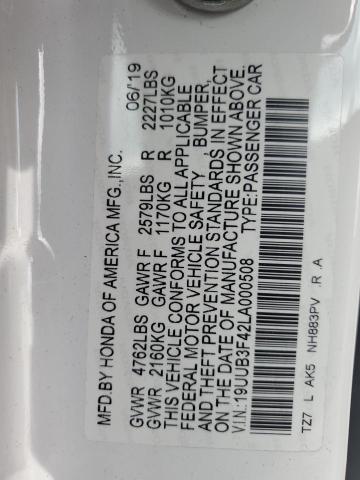 MFD.BY HONDA OF AMERICA MFG.,INC. 06/19
GVWR 4762LBS GAWR F 2579LBS R 2227LBS
GVWR 2160KG GAWR F 1170KG R 1010KG
THIS VEHICLE CONFORMS TO ALL APPLICABLE
FEDERAL MOTOR VEHICLE SAFETY BUMPER,
AND THEFT PREVENTION STANDARDS IN EFFECT
ON THE DATE OF MANUFACTURE SHOWN ABOVE.
V.I.N.:19UUB3F42LA000508 TYPE:PASSENGER CAR
TZ7 L AK5 NH883PV :R .A